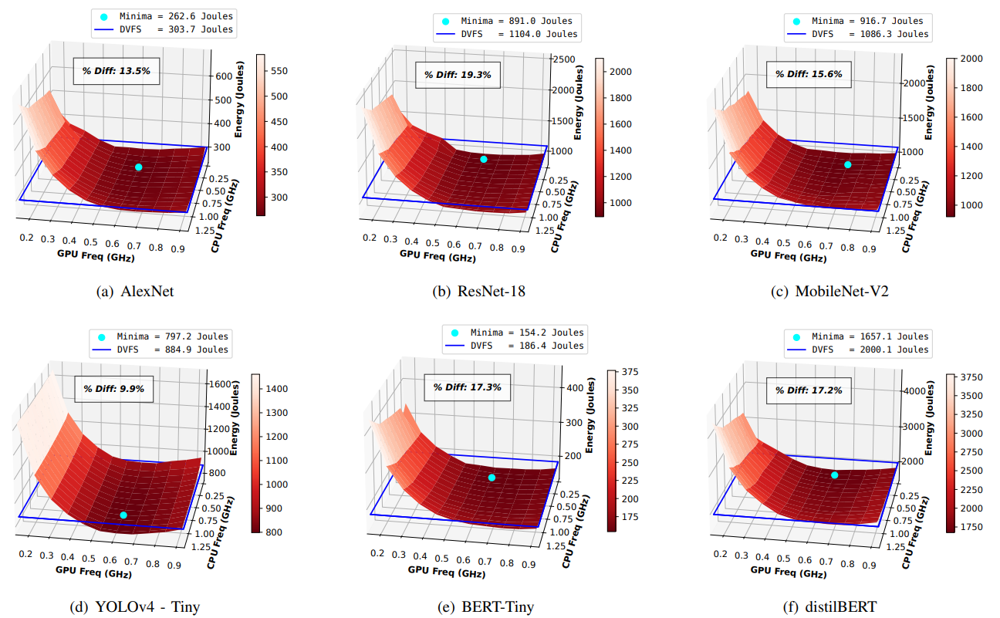 Minima = 262.6 Joules
DVFS = 303.7 Joules
% Diff: 13.5%
600
500
400
300
Energy (Joules)
0.25
0.50
0.75
1.00
1.25
CPU Freq (GHz)
0.2 0.3 0.4 0.5 0.6 0.7 0.8 0.9
GPU Freq (GHz)
550
500
450
400
350
300
(a) AlexNet
Minima = 891.0 Joules
DVFS = 1104.0 Joules
% Diff: 19.3%
2500
2000
1500
1000
Energy (Joules)
0.25
0.50
0.75
1.00
1.25
CPU Freq (GHz)
0.2 0.3 0.4 0.5 0.6 0.7 0.8 0.9
GPU Freq (GHz)
2000
1800
1600
1400
1200
1000
(b) ResNet-18
Minima = 916.7 Joules
DVFS = 1086.3 Joules
% Diff: 15.6%
2000
1500
1000
Energy (Joules)
0.25
0.50
0.75
1.00
1.25
CPU Freq (GHz)
0.2 0.3 0.4 0.5 0.6 0.7 0.8 0.9
GPU Freq (GHz)
2000
1800
1600
1400
1200
1000
(c) MobileNet-V2
Minima = 797.2 Joules
DVFS = 884.9 Joules
% Diff: 9.9%
1600
1400
1200
1000
800
Energy (Joules)
0.25
0.50
0.75
1.00
1.25
CPU Freq (GHz)
0.2 0.3 0.4 0.5 0.6 0.7 0.8 0.9
GPU Freq (GHz)
1400
1300
1200
1100
1000
900
800
(d) YOLOv4 - Tiny
Minima = 154.2 Joules
DVFS = 186.4 Joules
% Diff: 17.3%
400
300
200
Energy (Joules)
0.25
0.50
0.75
1.00
1.25
CPU Freq (GHz)
0.2 0.3 0.4 0.5 0.6 0.7 0.8 0.9
GPU Freq (GHz)
375
350
325
300
275
250
225
200
175
(e) BERT-Tiny
Minima = 1657.1 Joules
DVFS = 2000.1 Joules
% Diff: 17.2%
4000
3000
2000
Energy (Joules)
0.25
0.50
0.75
1.00
1.25
CPU Freq (GHz)
0.2 0.3 0.4 0.5 0.6 0.7 0.8 0.9
GPU Freq (GHz)
3750
3500
3250
3000
2750
2500
2250
2000
1750
(f) distilBERT